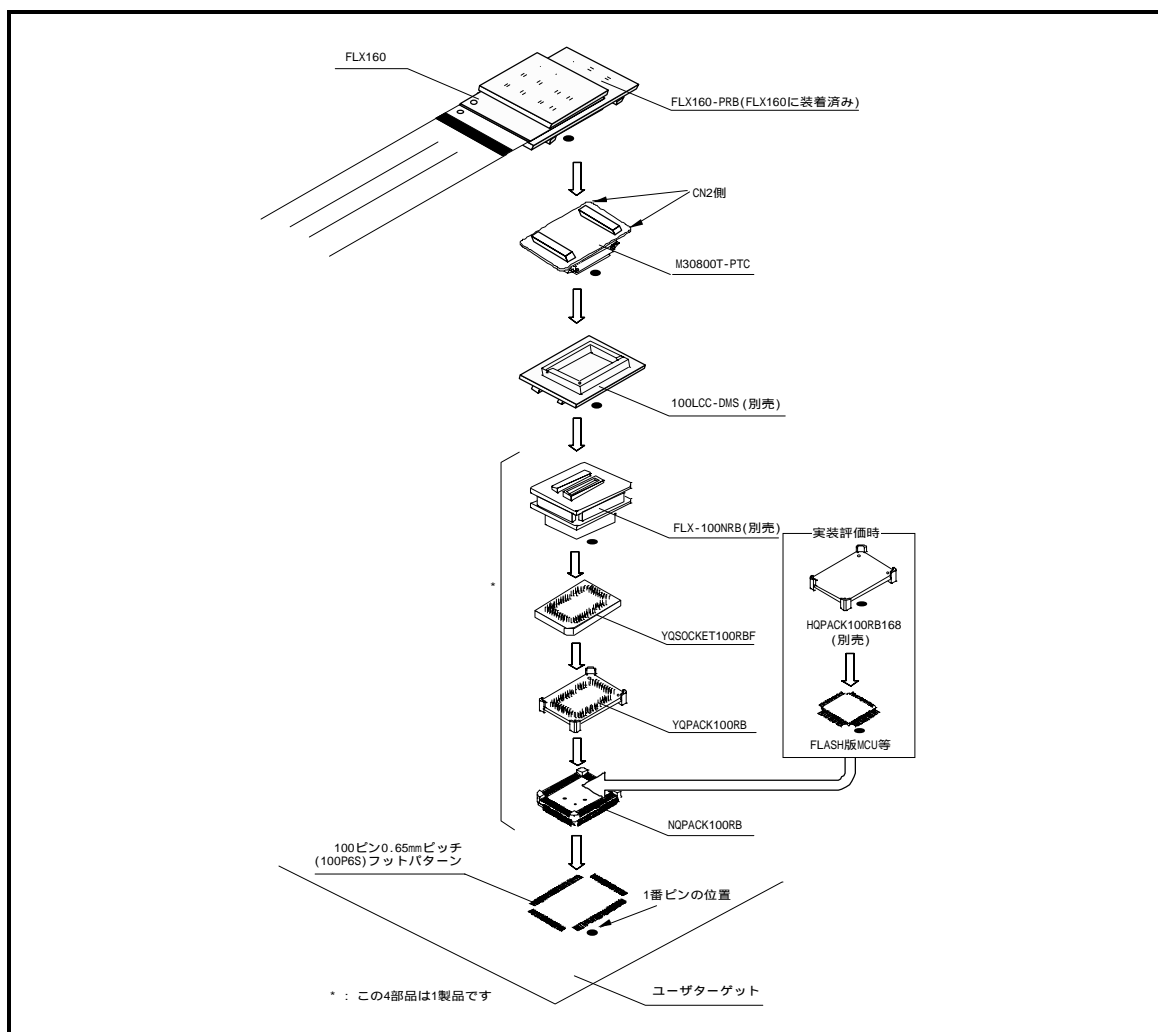 FLX160
FLX160-PRB(FLX160に装着済み)
CN2側
M30800T-PTC
100LCC-DMS(別売)
FLX-100NRB(別売)
*
YQSOCKET100RBF
YQPACK100RB
NQPACK100RB
実装評価時
HQPACK100RB168
(別売)
FLASH版MCU等
100ピン0.65mmピッチ
(100P6S)フットパターン
1番ピンの位置
* : この4部品は1製品です
ユーザターゲット